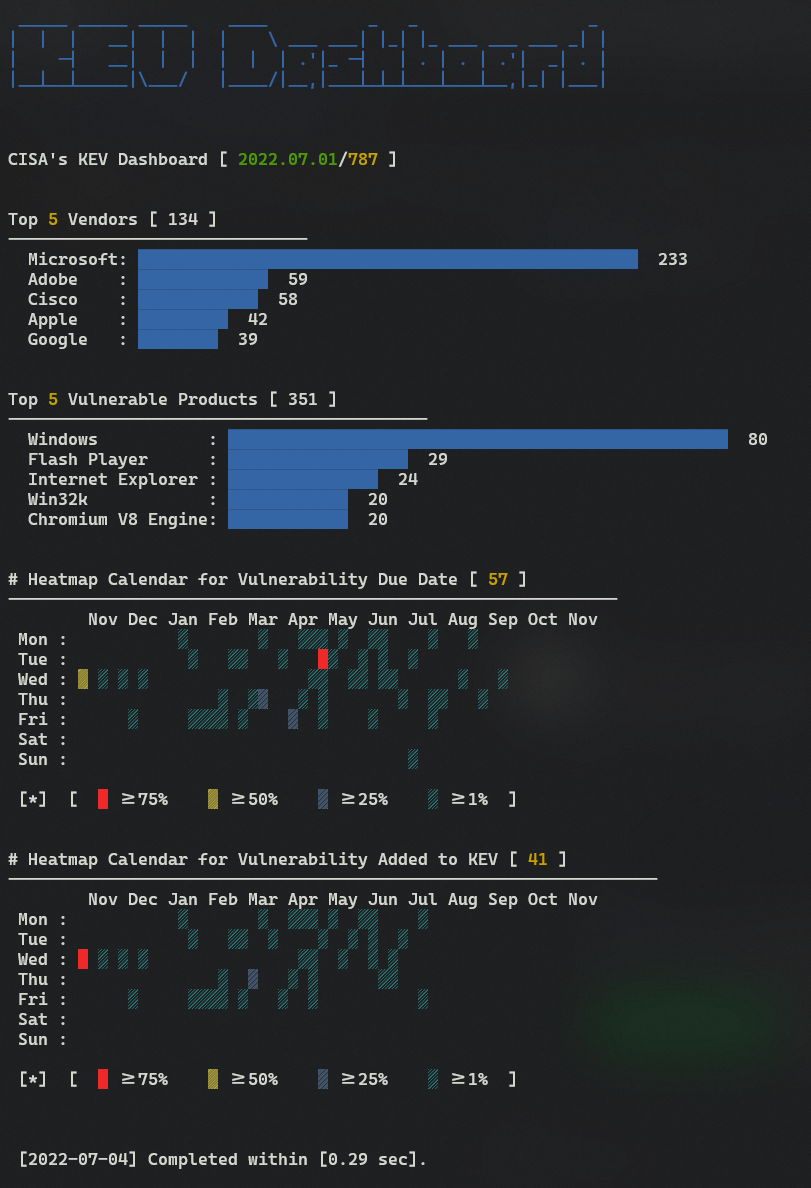 KEV Dashboard
CISA's KEV Dashboard [ 2022.07.01/787 ]
Top 5 Vendors [ 134 ]
Microsoft: 233
Adobe : 59
Cisco : 58
Apple : 42
Google : 39
Top 5 Vulnerable Products [ 351 ]
Windows : 80
Flash Player : 29
Internet Explorer : 24
Win32k : 20
Chromium V8 Engine: 20
# Heatmap Calendar for Vulnerability Due Date [ 57 ]
Nov Dec Jan Feb Mar Apr May Jun Jul Aug Sep Oct Nov
Mon :
Tue :
Wed :
Thu :
Fri :
Sat :
Sun :
[*] [ ≥75% ≥50% ≥25% ≥1% ]
# Heatmap Calendar for Vulnerability Added to KEV [ 41 ]
Nov Dec Jan Feb Mar Apr May Jun Jul Aug Sep Oct Nov
Mon :
Tue :
Wed :
Thu :
Fri :
Sat :
Sun :
[*] [ ≥75% ≥50% ≥25% ≥1% ]
[2022-07-04] Completed within [0.29 sec].